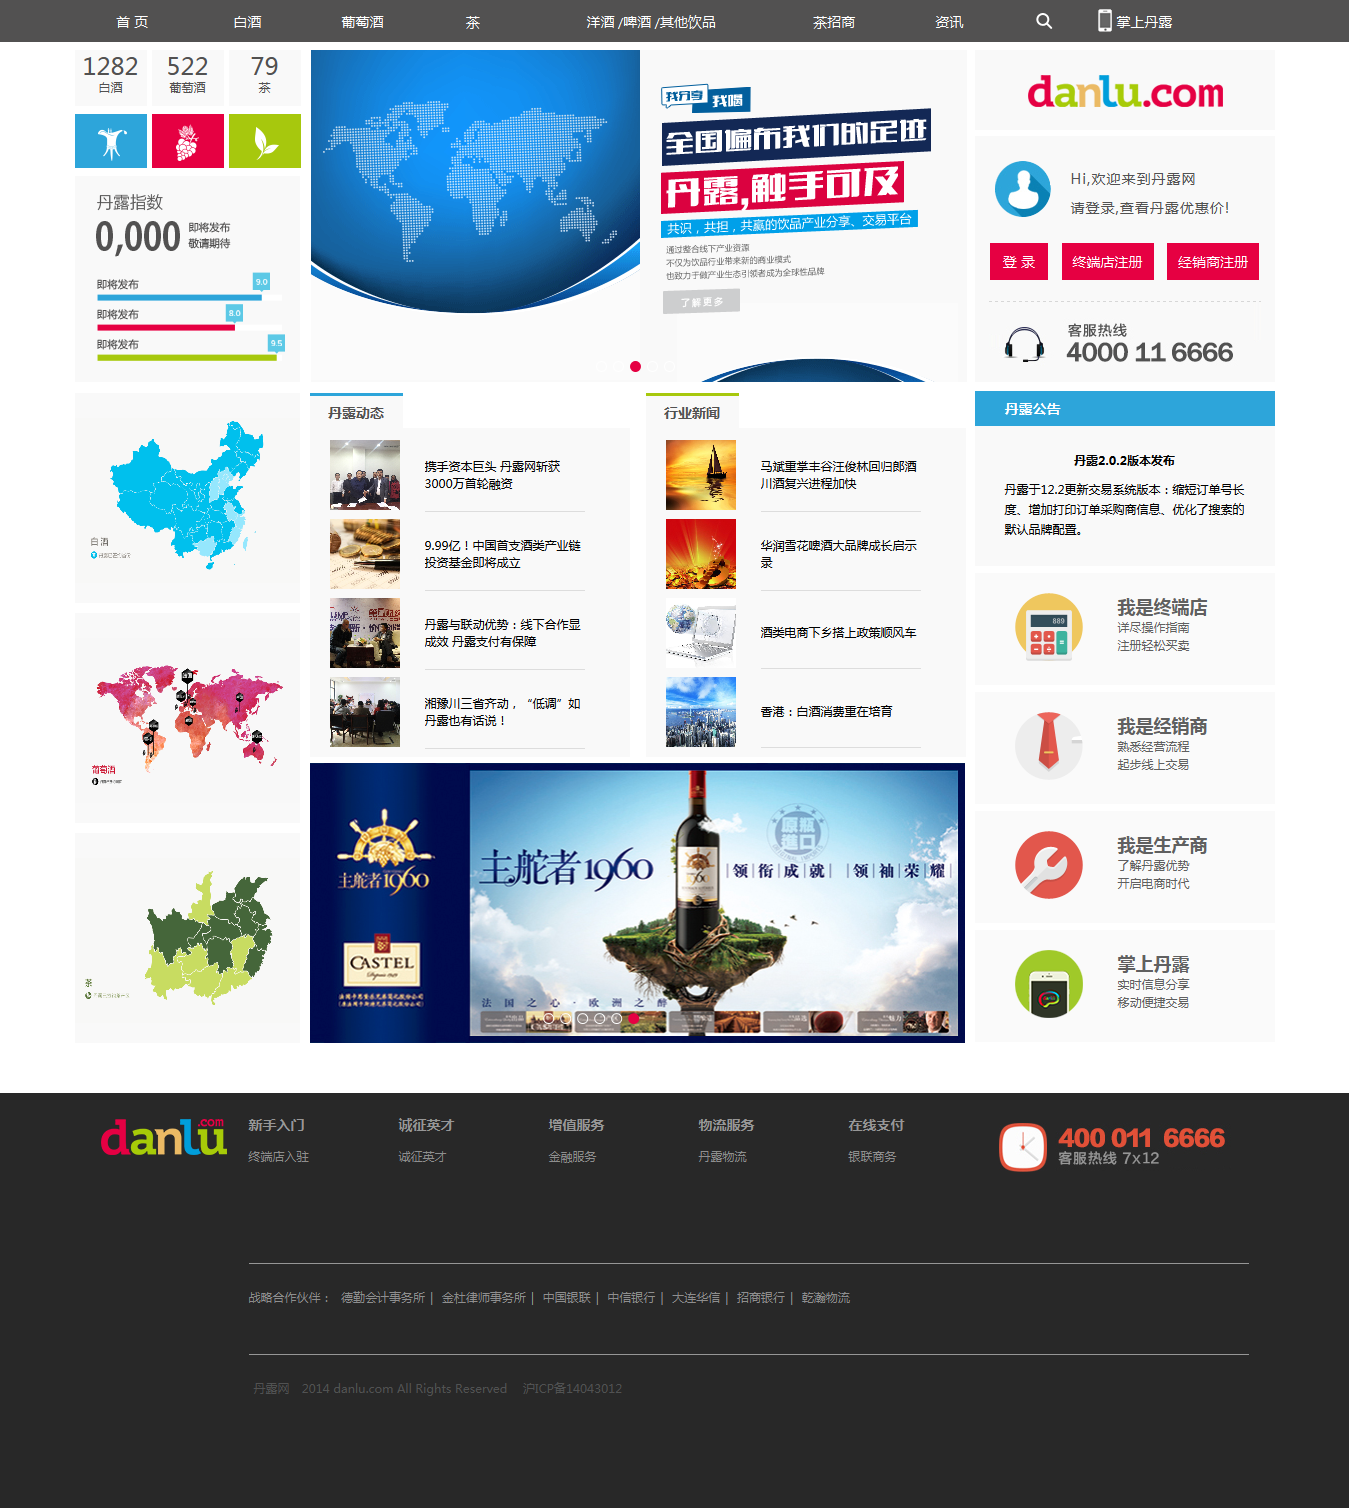 首 页
白酒
葡萄酒
茶
洋酒 /啤酒 /其他饮品
茶招商
资讯
掌上丹露
1282
白酒
522
葡萄酒
79
茶
丹露指数
0,000
即将发布
敬请期待
即将发布
9.0
即将发布
8.0
即将发布
9.5
我分享
我喝
全国遍布我们的足迹
丹露,触手可及
共识，共担，共赢的饮品产业分享、交易平台
通过整合线下产业资源
不仅为饮品行业带来新的商业模式
也致力于做产业生态引领者成为全球性品牌
了解更多
danlu.com
Hi,欢迎来到丹露网
请登录,查看丹露优惠价!
登 录
终端店注册
经销商注册
客服热线
4000 11 6666
白酒
葡萄酒
茶
丹露动态
携手资本巨头 丹露网斩获
3000万首轮融资
9.99亿！中国首支酒类产业链
投资基金即将成立
丹露与联动优势：线下合作显
成效 丹露支付有保障
湘豫川三省齐动，“低调”如
丹露也有话说！
行业新闻
马斌重掌丰谷汪俊林回归郎酒
川酒复兴进程加快
华润雪花啤酒大品牌成长启示
录
酒类电商下乡搭上政策顺风车
香港：白酒消费重在培育
丹露公告
丹露2.0.2版本发布
丹露于12.2更新交易系统版本：缩短订单号长
度、增加打印订单采购商信息、优化了搜索的
默认品牌配置。
我是终端店
详尽操作指南
注册轻松买卖
我是经销商
熟悉经营流程
起步线上交易
我是生产商
了解丹露优势
开启电商时代
掌上丹露
实时信息分享
移动便捷交易
主舵者1960
CASTEL
主舵者1960
原瓶
進口
领衔成就 领袖荣耀
法国之心·欧洲之醉
danlu.com
新手入门
诚征英才
增值服务
物流服务
在线支付
终端店入驻
诚征英才
金融服务
丹露物流
银联商务
400 011 6666
客服热线 7x12
战略合作伙伴： 德勤会计事务所 | 金杜律师事务所 | 中国银联 | 中信银行 | 大连华信 | 招商银行 | 乾瀚物流
丹露网 2014 danlu.com All Rights Reserved 沪ICP备14043012